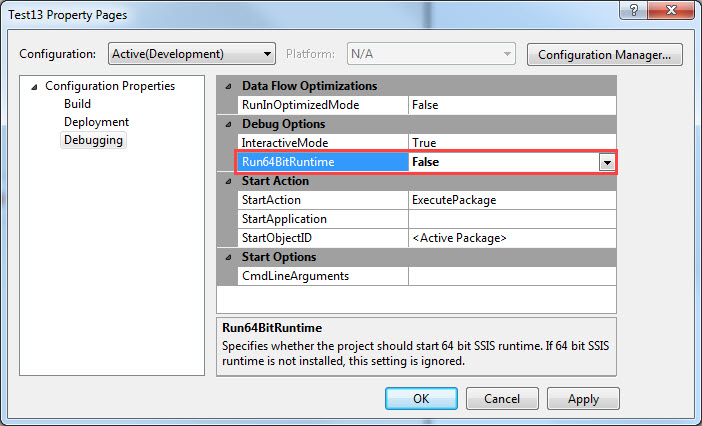 Test13 Property Pages
Configuration: Active(Development) Platform: N/A Configuration Manager...
Configuration Properties
Build
Deployment
Debugging
Data Flow Optimizations
RunInOptimizedMode False
Debug Options
InteractiveMode True
Run64BitRuntime False
Start Action
StartAction ExecutePackage
StartApplication
StartObjectID <Active Package>
Start Options
CmdLineArguments
Run64BitRuntime
Specifies whether the project should start 64 bit SSIS runtime. If 64 bit SSIS
runtime is not installed, this setting is ignored.
OK Cancel Apply